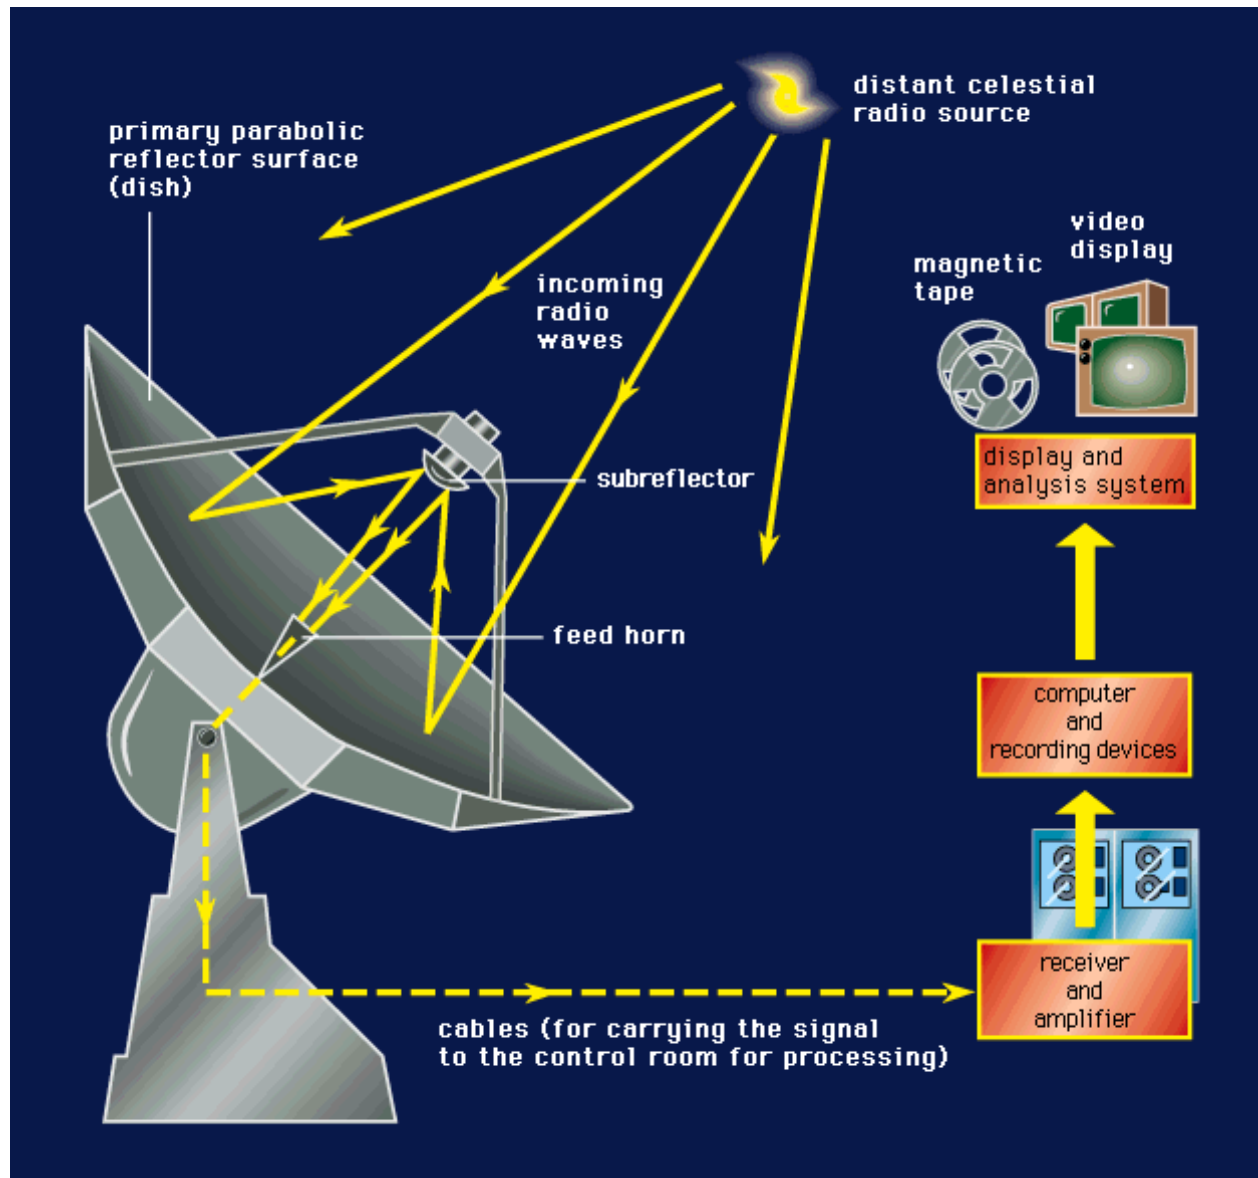 distant celestial
radio source
primary parabolic
reflector surface
(dish)
video
display
magnetic
tape
incoming
radio
waves
display and
analysis system
subreflector
feed horn
computer
and
recording devices
receiver
and
amplifier
cables (for carrying the signal
to the control room for processing)